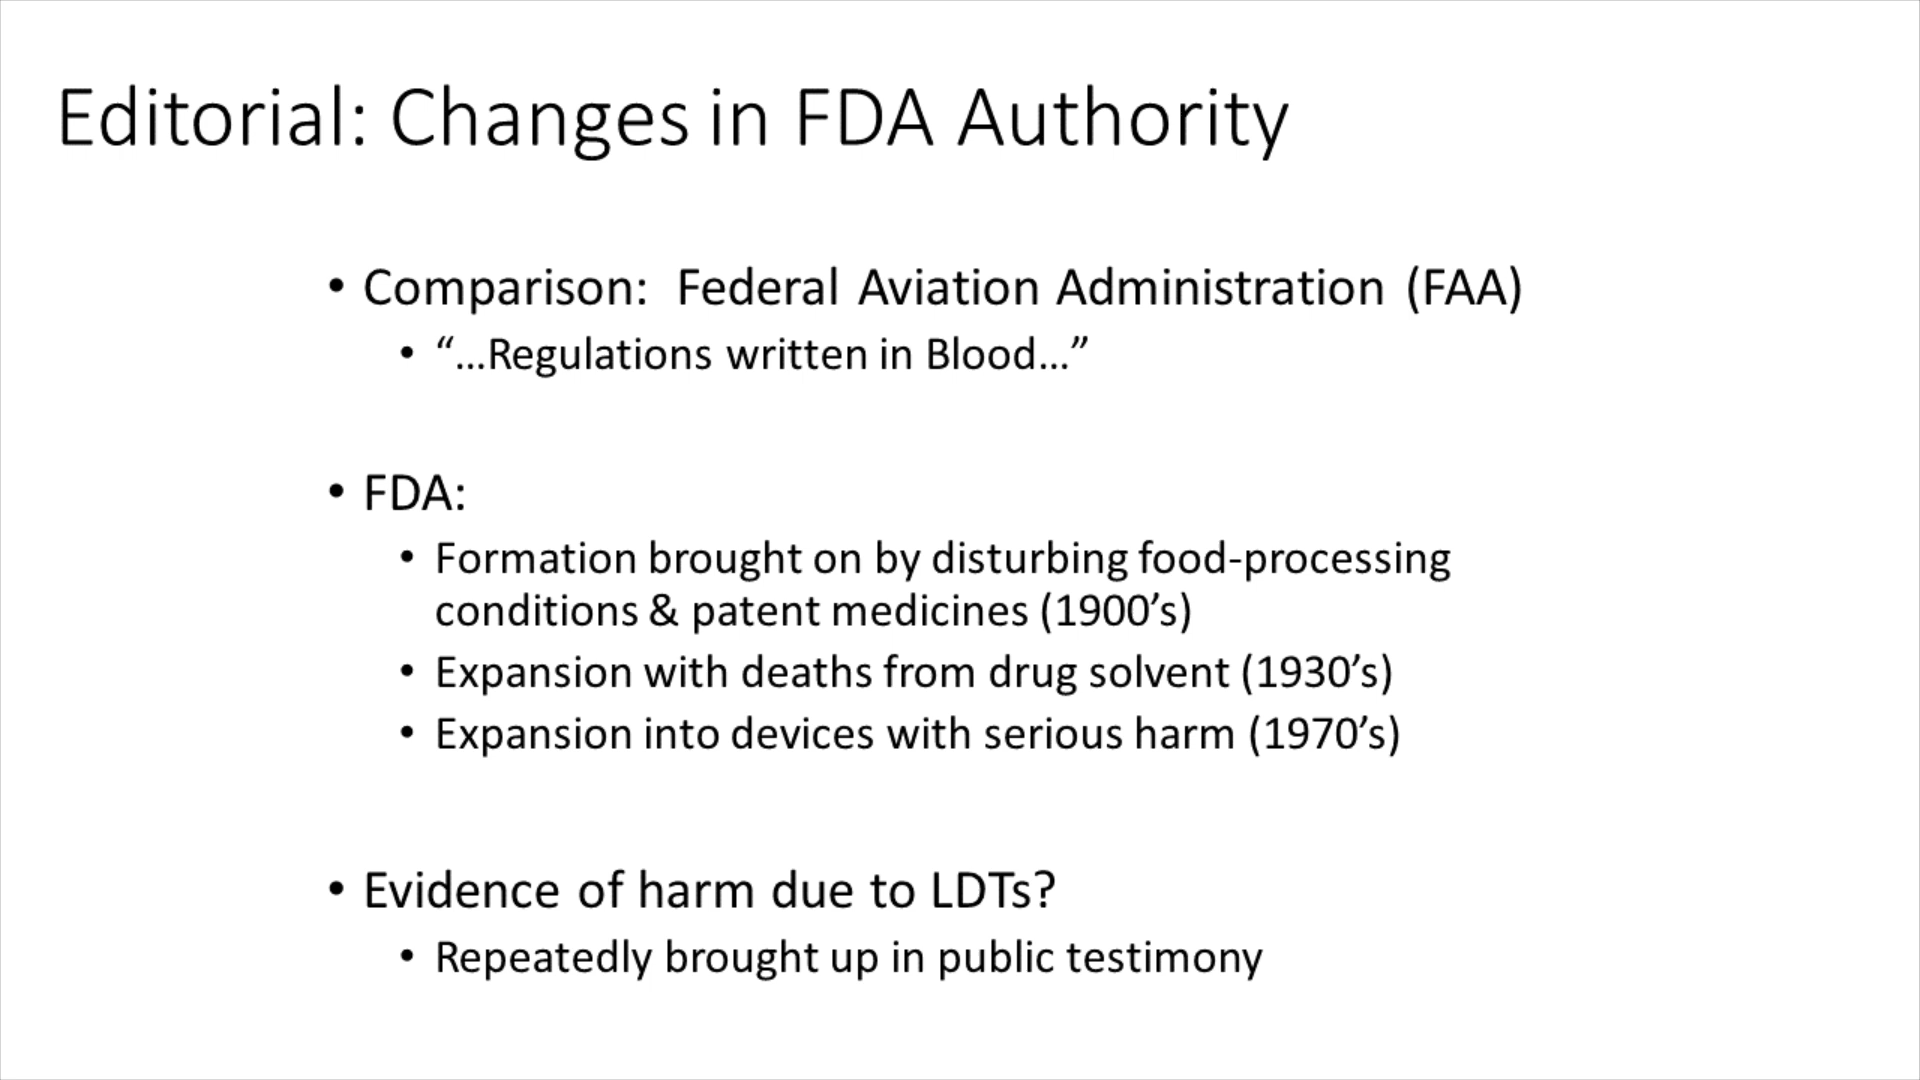 Editorial: Changes in FDA Authority
• Comparison:  Federal Aviation Administration (FAA)
• “…Regulations written in Blood…”
• FDA:
• Formation brought on by disturbing food-processing
conditions & patent medicines (1900’s)
• Expansion with deaths from drug solvent (1930’s)
• Expansion into devices with serious harm (1970’s)
• Evidence of harm due to LDTs?
• Repeatedly brought up in public testimony